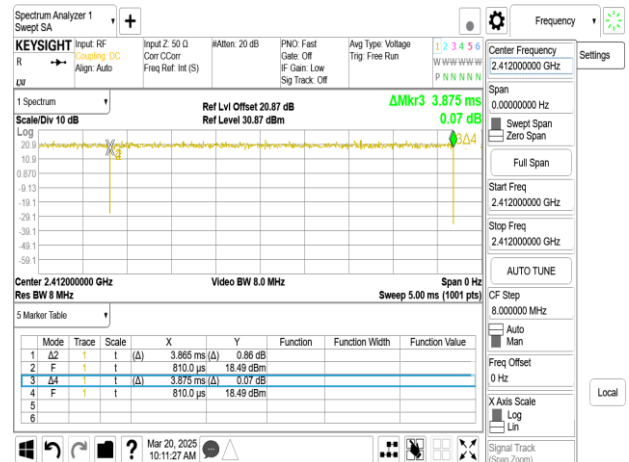 Spectrum Analyzer 1
Swept SA
+
Frequency
KEYSIGHT
R
Input: RF
Coupling: DC
Align: Auto
Input Z: 50 Ω
Corr CCorr
Freq Ref: Int (S)
#Atten: 20 dB
PNO: Fast
Gate: Off
IF Gain: Low
Sig Track: Off
Avg Type: Voltage
Trig: Free Run
1 2 3 4 5 6
W W W W W W
P N N N N N
1 Spectrum
Scale/Div 10 dB
Ref Lvl Offset 20.87 dB
Ref Level 30.87 dBm
ΔMkr3 3.875 ms
0.07 dB
Log
20.9
10.9
0.870
-9.13
-19.1
-29.1
-39.1
-49.1
-59.1
3Δ4
Center 2.412000000 GHz
Res BW 8 MHz
Video BW 8.0 MHz
Span 0 Hz
Sweep 5.00 ms (1001 pts)
5 Marker Table
Mode Trace Scale X Y Function Function Width Function Value
1 Δ2 1 t (Δ) 3.865 ms (Δ) 0.86 dB
2 F 1 t 810.0 µs 18.49 dBm
3 Δ4 1 t (Δ) 3.875 ms (Δ) 0.07 dB
4 F 1 t 810.0 µs 18.49 dBm
5
6
Mar 20, 2025
10:11:27 AM
Center Frequency
2.412000000 GHz
Span
0.00000000 Hz
Swept Span
Zero Span
Full Span
Start Freq
2.412000000 GHz
Stop Freq
2.412000000 GHz
AUTO TUNE
CF Step
8.000000 MHz
Auto
Man
Freq Offset
0 Hz
X Axis Scale
Log
Lin
Signal Track
(Span Zoom)
Settings
Local